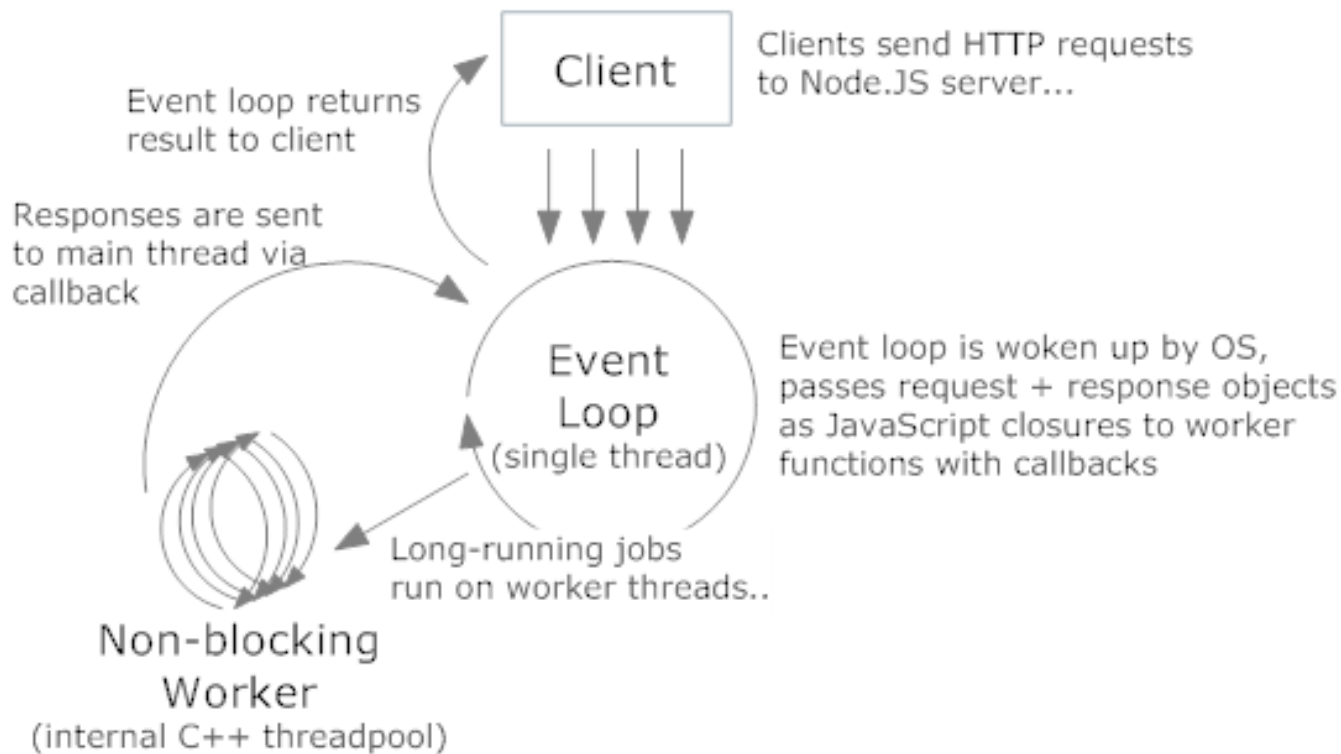 Client
Clients send HTTP requests
to Node.JS server...
Event loop returns
result to client
Responses are sent
to main thread via
callback
Event
Loop
(single thread)
Event loop is woken up by OS,
passes request + response objects
as JavaScript closures to worker
functions with callbacks
Long-running jobs
run on worker threads..
Non-blocking
Worker
(internal C++ threadpool)